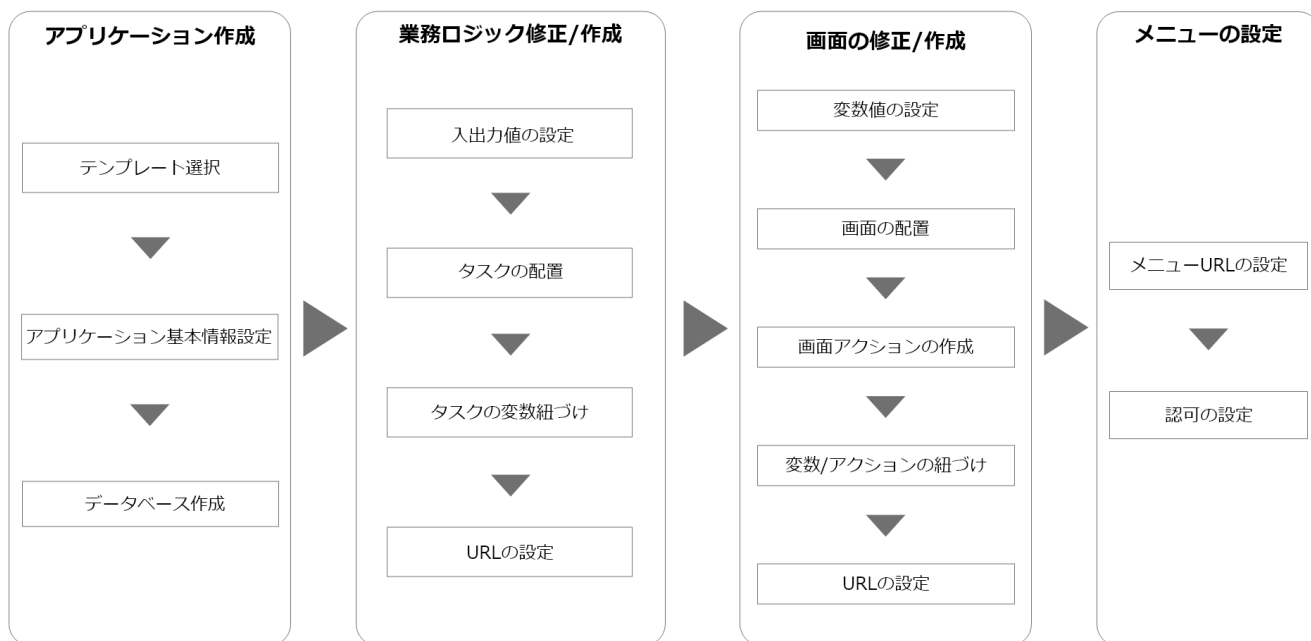 アプリケーション作成
テンプレート選択
アプリケーション基本情報設定
データベース作成
業務ロジック修正/作成
入出力値の設定
タスクの配置
タスクの変数紐づけ
URLの設定
画面の修正/作成
変数値の設定
画面の配置
画面アクションの作成
変数/アクションの紐づけ
URLの設定
メニューの設定
メニューURLの設定
認可の設定